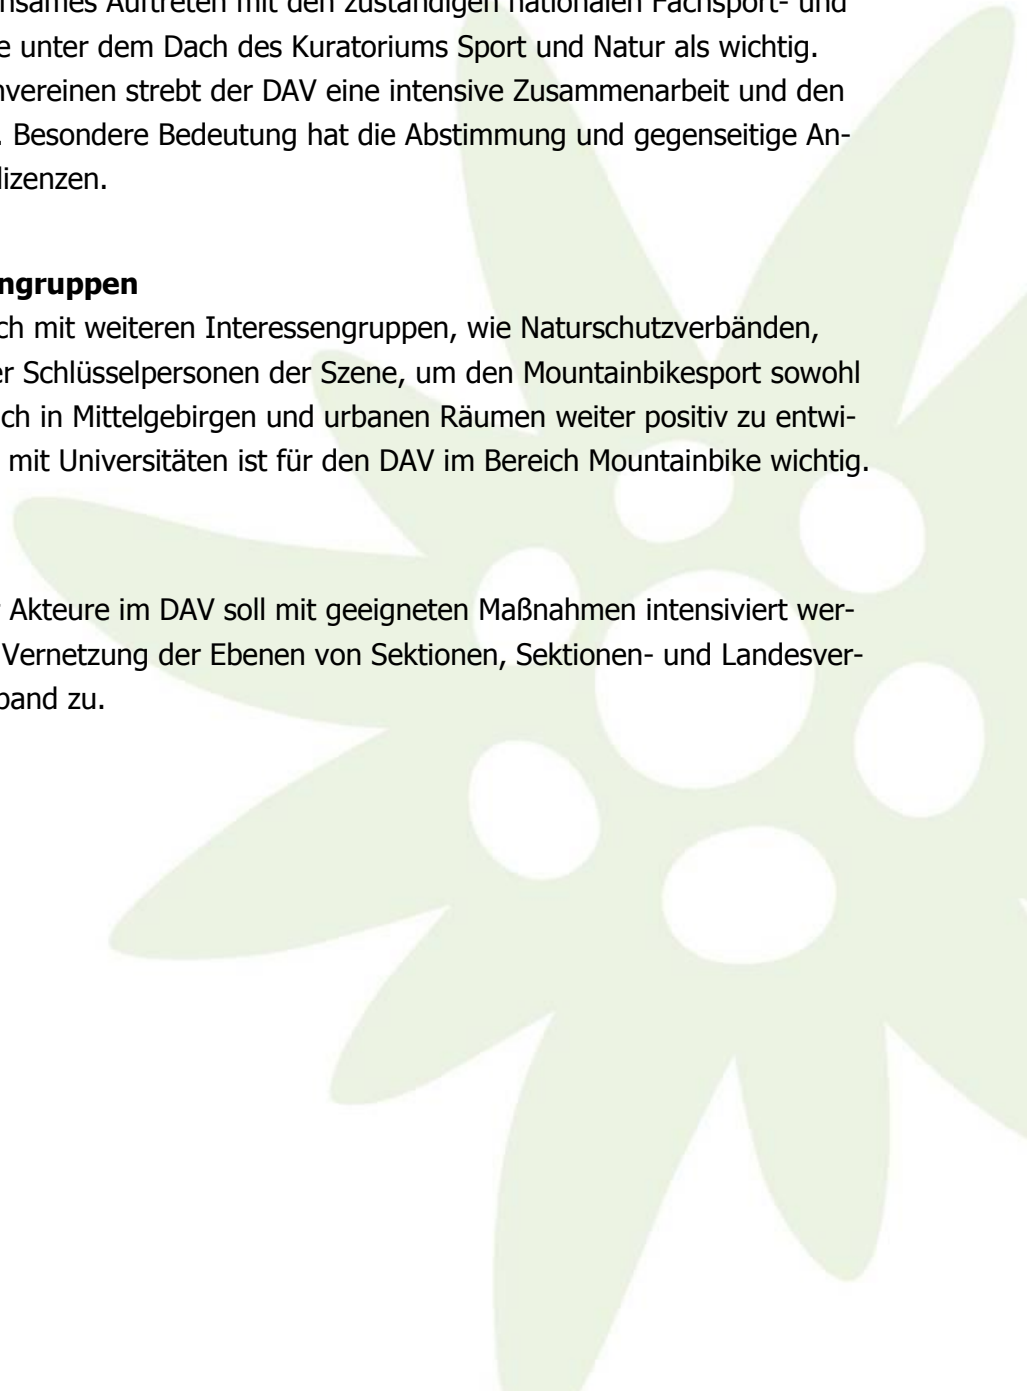 nsames Auftreten mit den zuständigen nationalen Fachsport- und
e unter dem Dach des Kuratoriums Sport und Natur als wichtig.
nvereinen strebt der DAV eine intensive Zusammenarbeit und den
. Besondere Bedeutung hat die Abstimmung und gegenseitige An-
lizenzen.
ngruppen
ch mit weiteren Interessengruppen, wie Naturschutzverbänden,
er Schlüsselpersonen der Szene, um den Mountainbikesport sowohl
ch in Mittelgebirgen und urbanen Räumen weiter positiv zu entwi-
mit Universitäten ist für den DAV im Bereich Mountainbike wichtig.
r Akteure im DAV soll mit geeigneten Maßnahmen intensiviert wer-
Vernetzung der Ebenen von Sektionen, Sektionen- und Landesver-
band zu.